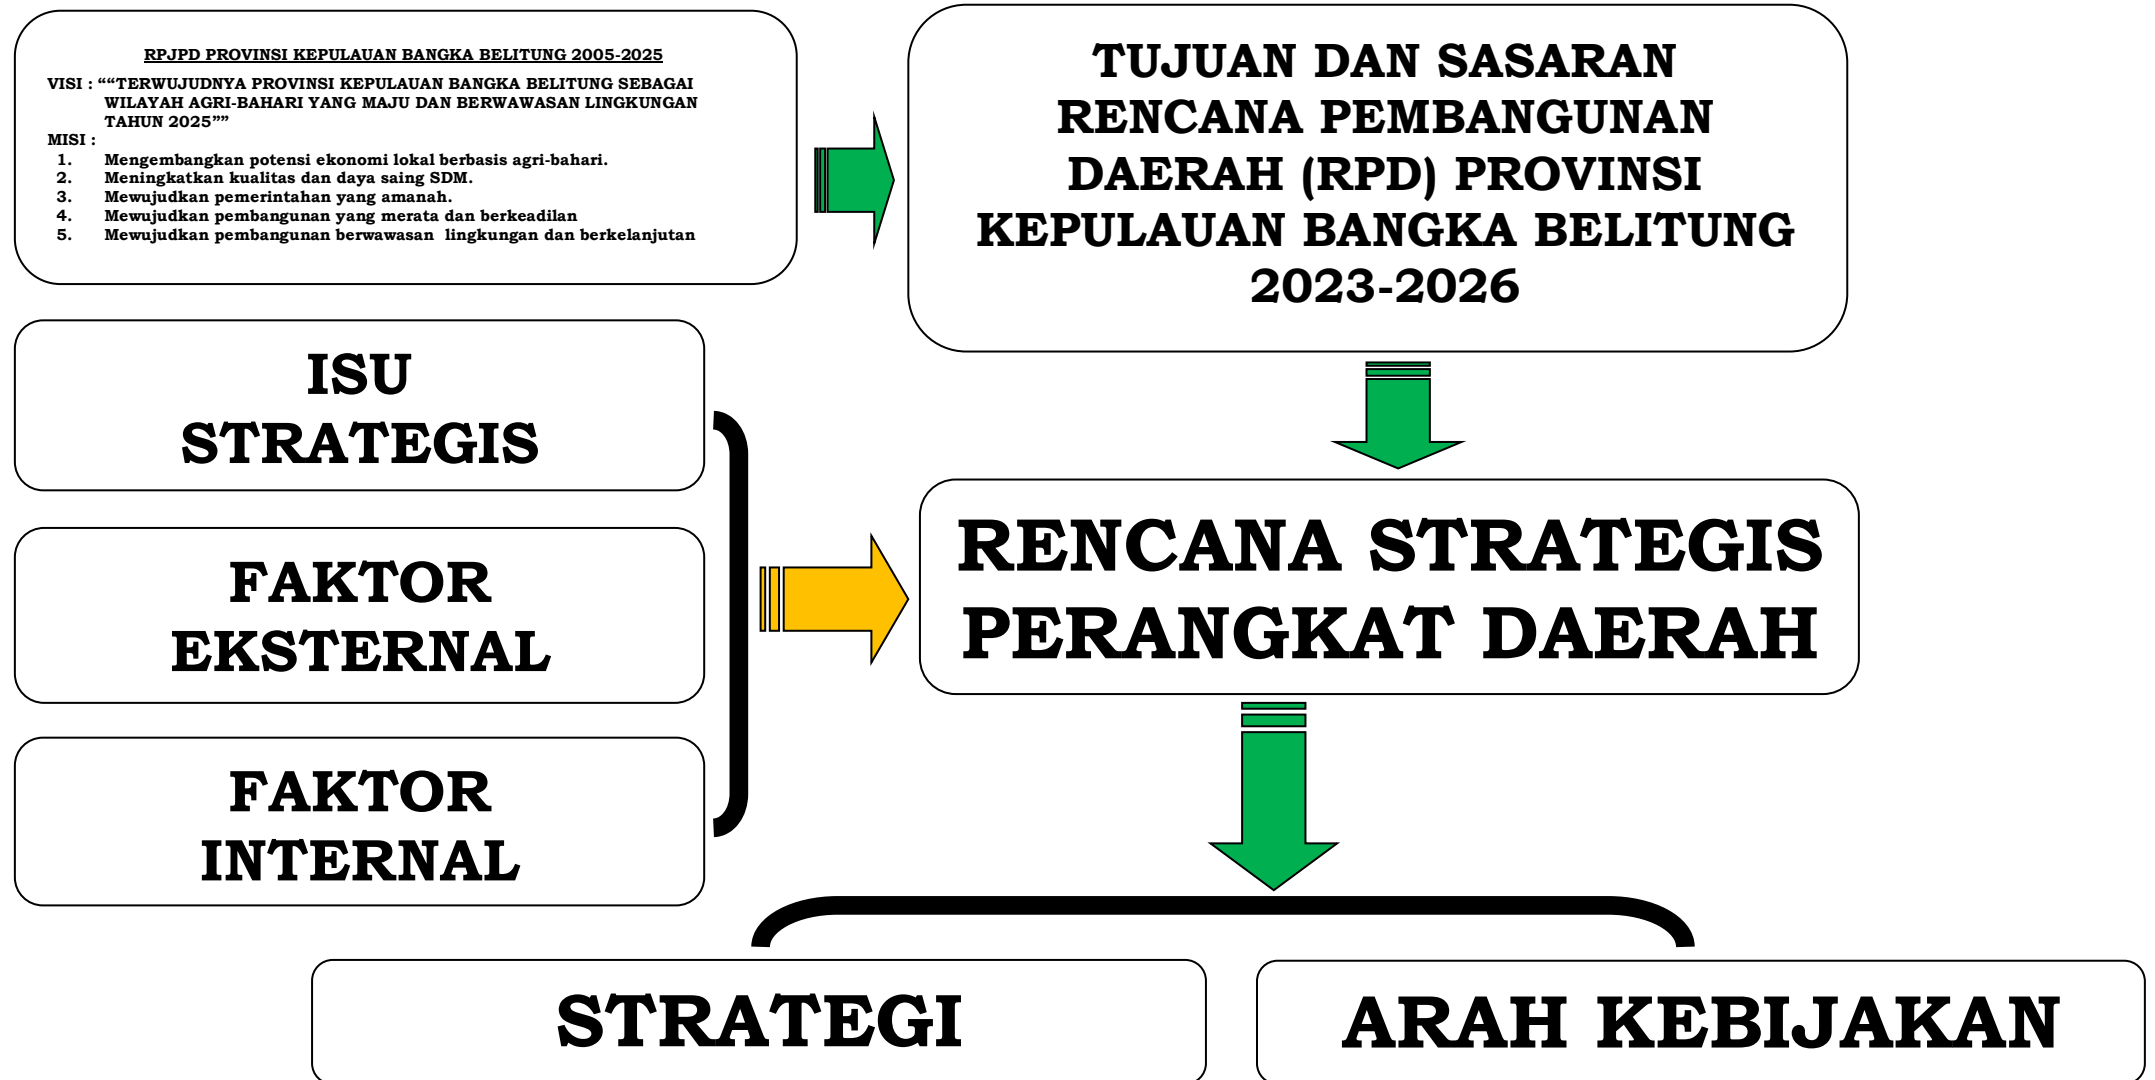 RPJPD PROVINSI KEPULAUAN BANGKA BELITUNG 2005-2025
VISI : ““TERWUJUDNYA PROVINSI KEPULAUAN BANGKA BELITUNG SEBAGAI
WILAYAH AGRI-BAHARI YANG MAJU DAN BERWAWASAN LINGKUNGAN
TAHUN 2025””
MISI :
1. Mengembangkan potensi ekonomi lokal berbasis agri-bahari.
2. Meningkatkan kualitas dan daya saing SDM.
3. Mewujudkan pemerintahan yang amanah.
4. Mewujudkan pembangunan yang merata dan berkeadilan
5. Mewujudkan pembangunan berwawasan lingkungan dan berkelanjutan
TUJUAN DAN SASARAN
RENCANA PEMBANGUNAN
DAERAH (RPD) PROVINSI
KEPULAUAN BANGKA BELITUNG
2023-2026
ISU
STRATEGIS
FAKTOR
EKSTERNAL
FAKTOR
INTERNAL
RENCANA STRATEGIS
PERANGKAT DAERAH
STRATEGI
ARAH KEBIJAKAN